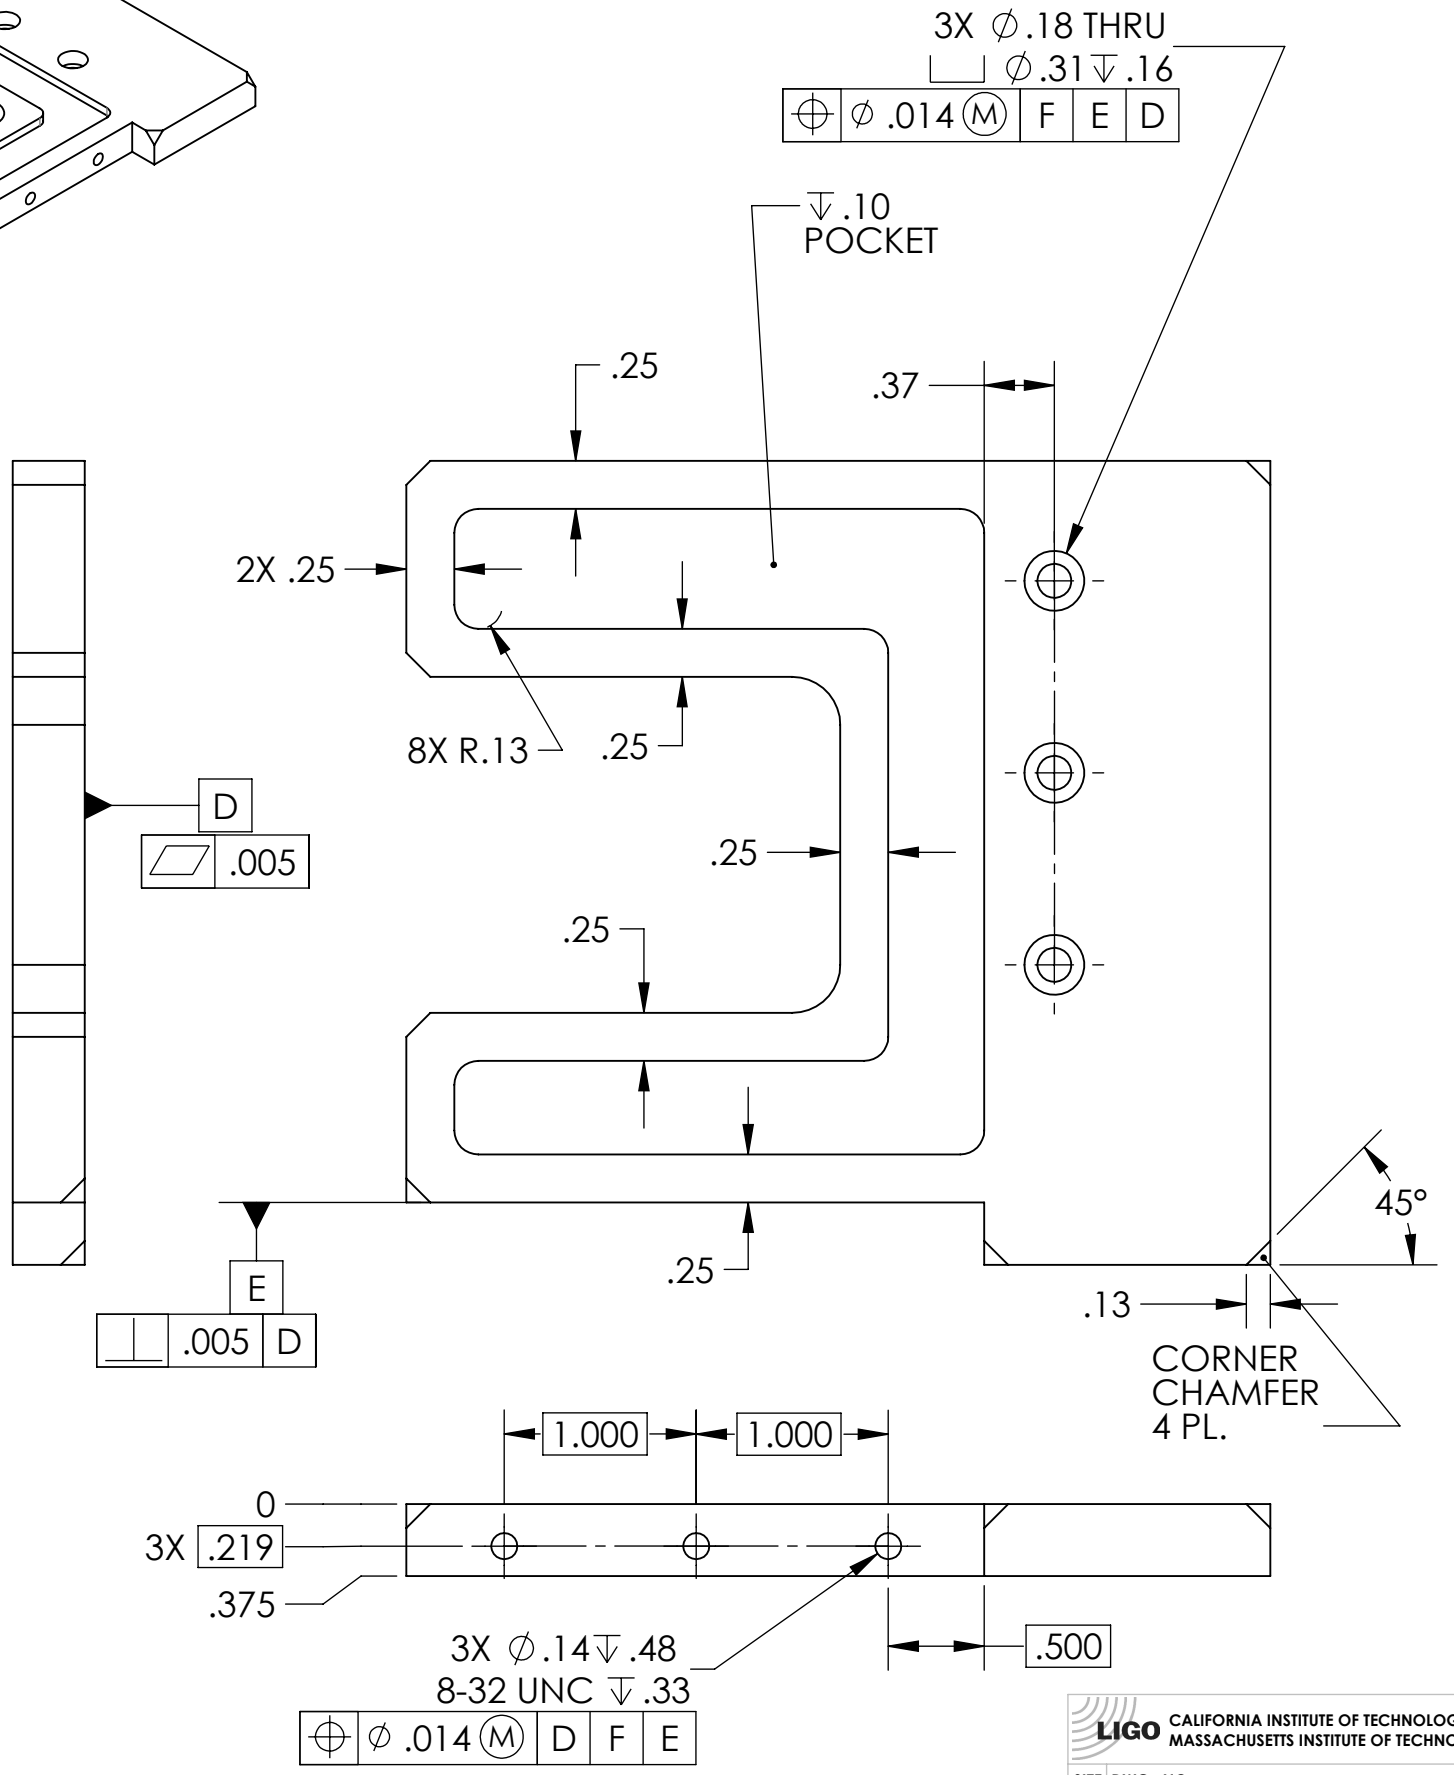 3X ⌀.18 THRU
⌴ ⌀.31↧.16
⌖ ⌀ .014 Ⓜ F E D
↧.10
POCKET
.25
.37
2X .25
8X R.13
.25
D
⏥ .005
.25
.25
45°
.25
E
⟂ .005 D
.13
CORNER
CHAMFER
4 PL.
1.000 1.000
0
3X .219
.375
3X ⌀.14↧.48
8-32 UNC ↧.33
⌖ ⌀ .014 Ⓜ D F E
.500
LIGO CALIFORNIA INSTITUTE OF TECHNOLOG
MASSACHUSETTS INSTITUTE OF TECHNO